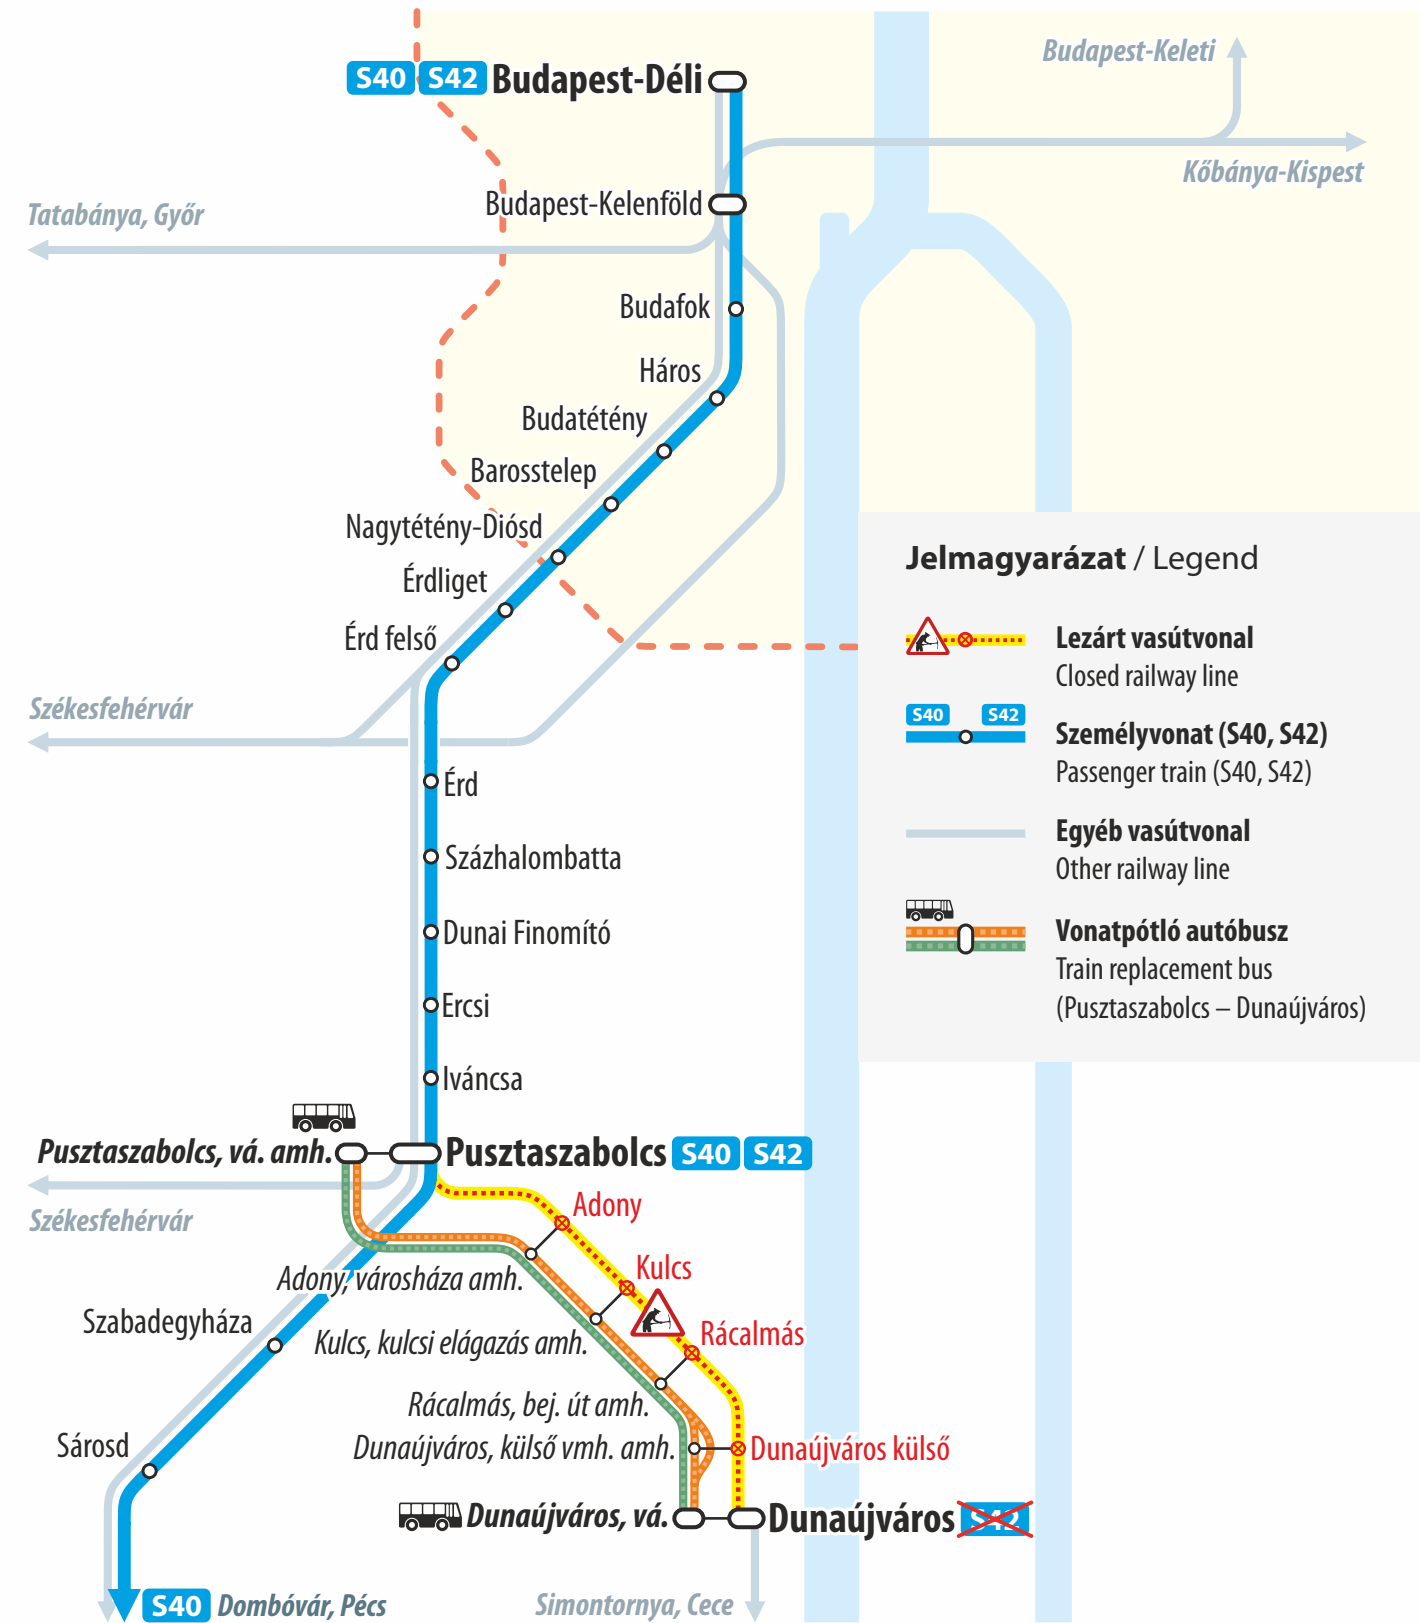 Budapest-Keleti
S40 S42 Budapest-Déli
Kőbánya-Kispest
Tatabánya, Győr
Budapest-Kelenföld
Budafok
Háros
Budatétény
Barosstelep
Nagytétény-Diósd
Érdliget
Érd felső
Székesfehérvár
Érd
Százhalombatta
Dunai Finomító
Ercsi
Iváncsa
Pusztaszabolcs, vá. amh.
Pusztaszabolcs S40 S42
Székesfehérvár
Adony
Adony, városháza amh.
Kulcs
Kulcs, kulcsi elágazás amh.
Szabadegyháza
Rácalmás
Rácalmás, bej. út amh.
Sárosd
Dunaújváros, külső vmh. amh.
Dunaújváros külső
Dunaújváros, vá.
Dunaújváros S42
S40 Dombóvár, Pécs
Simontornya, Cece
Jelmagyarázat / Legend
Lezárt vasútvonal
Closed railway line
S40 S42
Személyvonat (S40, S42)
Passenger train (S40, S42)
Egyéb vasútvonal
Other railway line
Vonatpótló autóbusz
Train replacement bus
(Pusztaszabolcs – Dunaújváros)